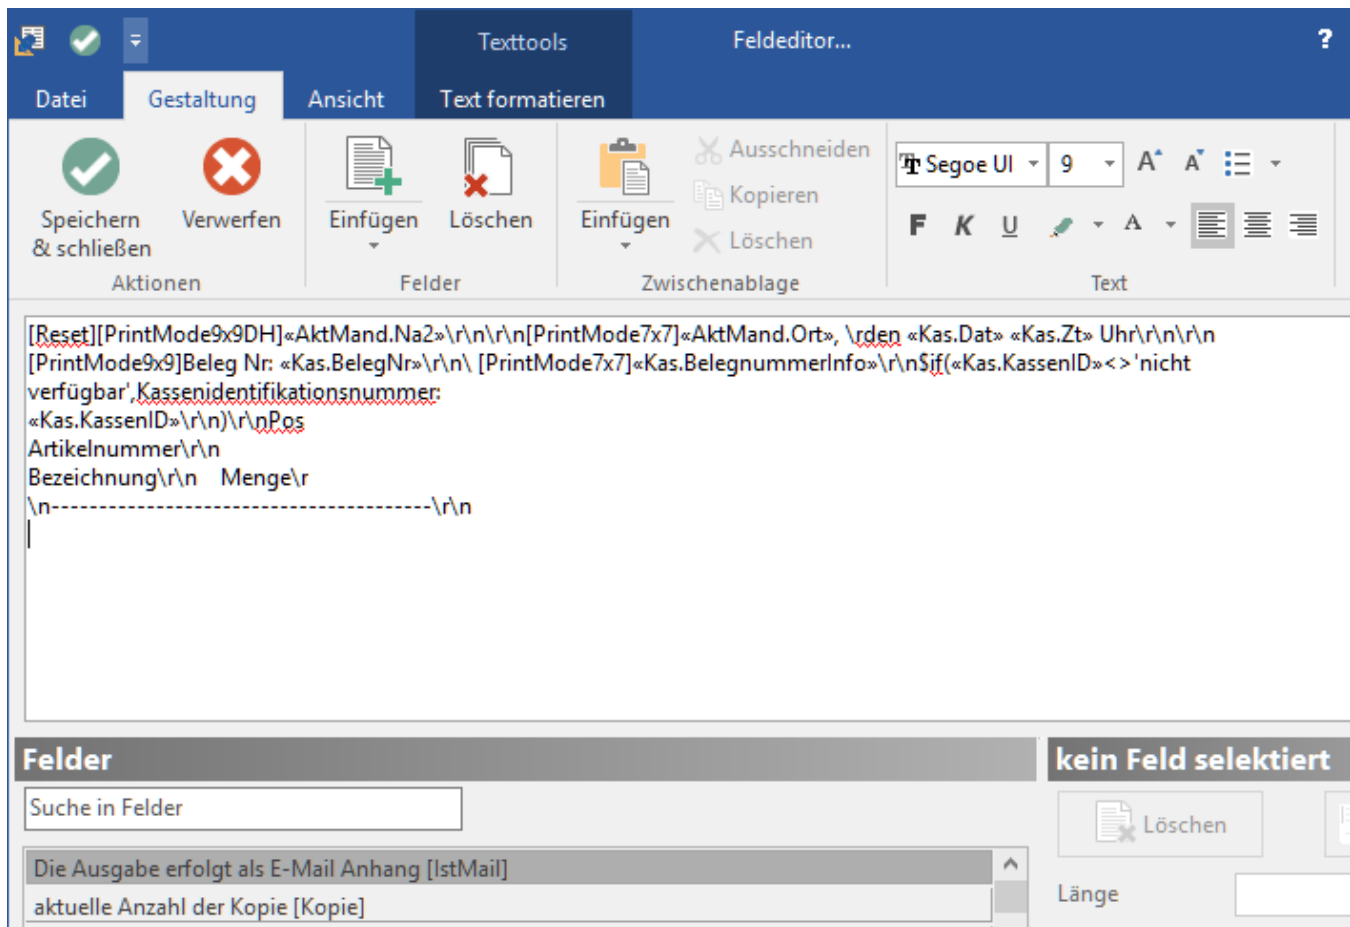 Texttools
Feldeditor...
?
Datei
Gestaltung
Ansicht
Text formatieren
Speichern & schließen
Verwerfen
Einfügen
Löschen
Einfügen
Ausschneiden
Kopieren
Löschen
Segoe UI
9
A A
F K U A
Aktionen
Felder
Zwischenablage
Text
[Reset][PrintMode9x9DH]«AktMand.Na2»\r\n\r\n[PrintMode7x7]«AktMand.Ort», \rden «Kas.Dat» «Kas.Zt» Uhr\r\n\r\n
[PrintMode9x9]Beleg Nr: «Kas.BelegNr»\r\n\ [PrintMode7x7]«Kas.BelegnummerInfo»\r\n$if(«Kas.KassenID»<>'nicht
verfügbar',Kassenidentifikationsnummer:
«Kas.KassenID»\r\n)\r\nPos
Artikelnummer\r\n
Bezeichnung\r\n    Menge\r
\n----------------------------------------\r\n
Felder
kein Feld selektiert
Suche in Felder
Löschen
Die Ausgabe erfolgt als E-Mail Anhang [IstMail]
aktuelle Anzahl der Kopie [Kopie]
Länge